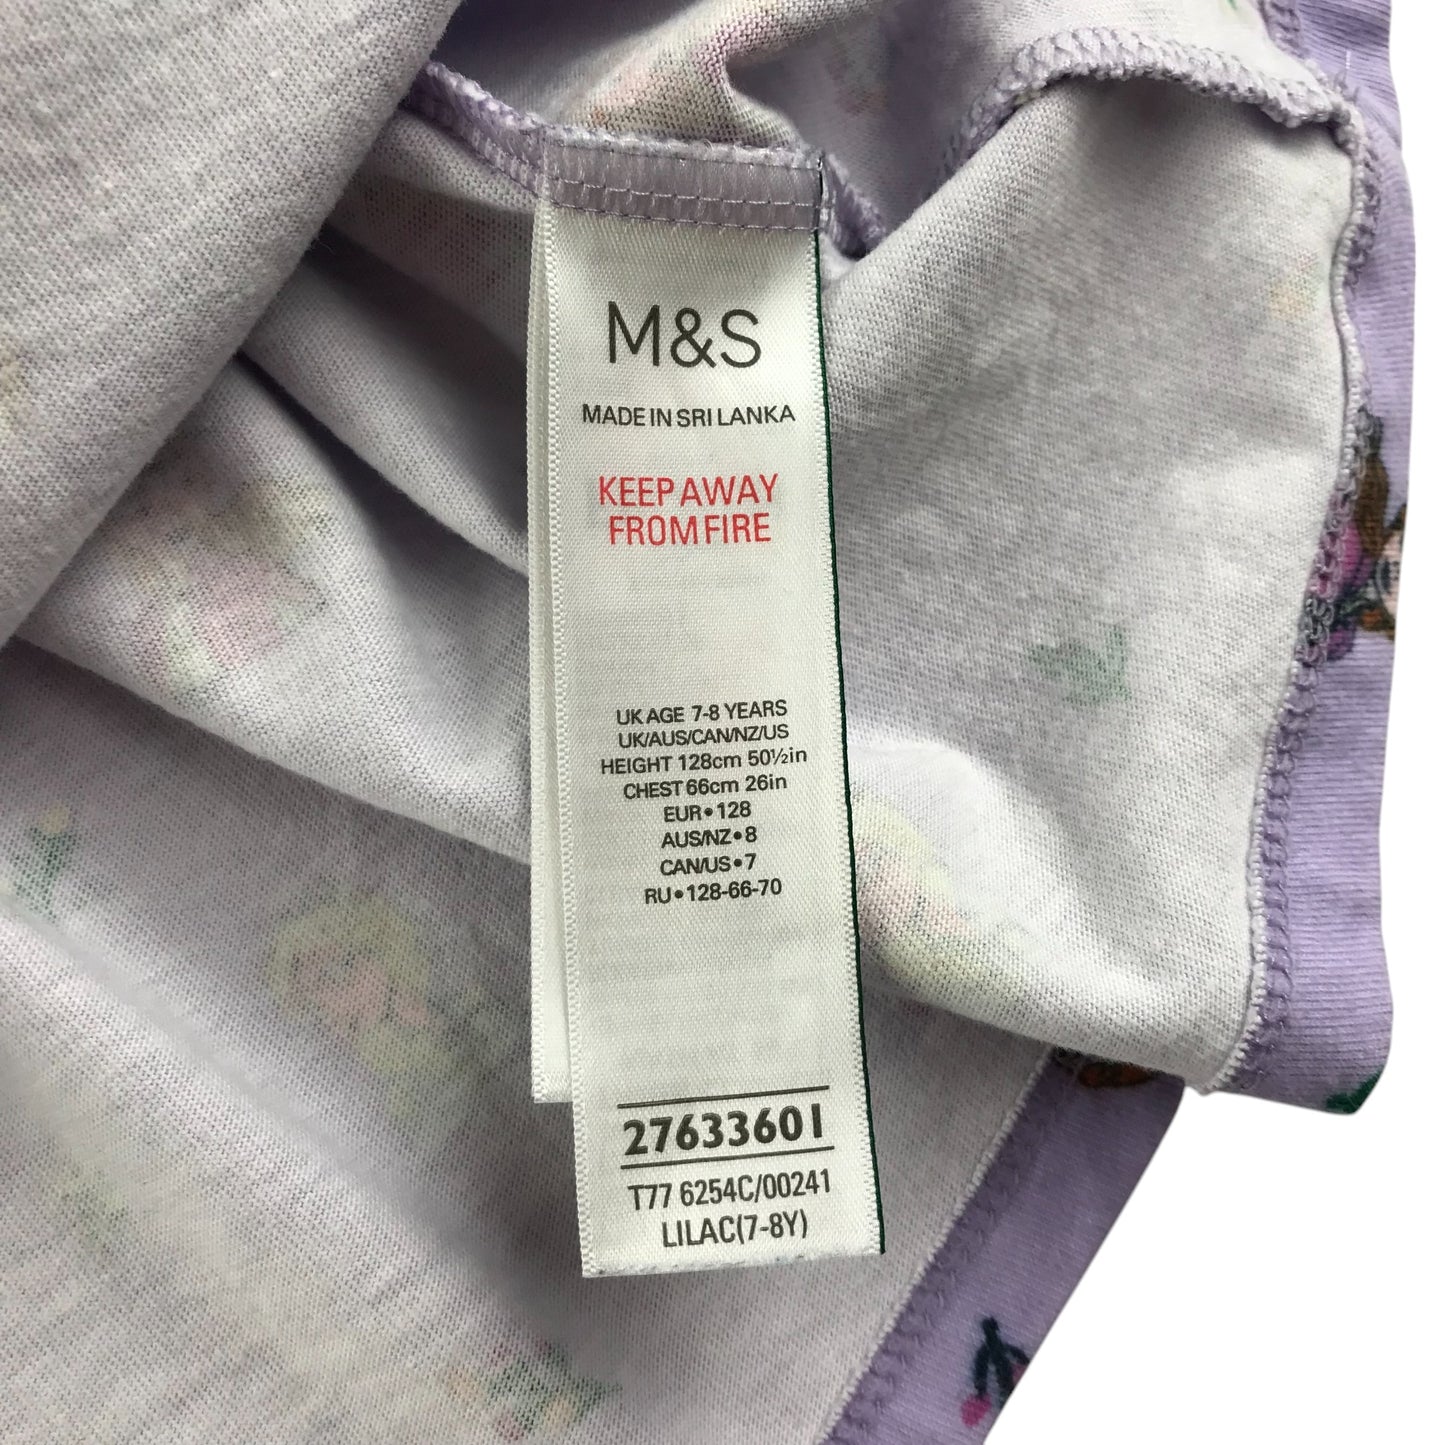 M&S
MADE IN SRI LANKA
KEEP AWAY
FROM FIRE
UK AGE 7-8 YEARS
UK/AUS/CAN/NZ/US
HEIGHT 128cm 50½in
CHEST 66cm 26in
EUR•128
AUS/NZ•8
CAN/US•7
RU•128-66-70
27633601
T77 6254C/00241
LILAC(7-8Y)